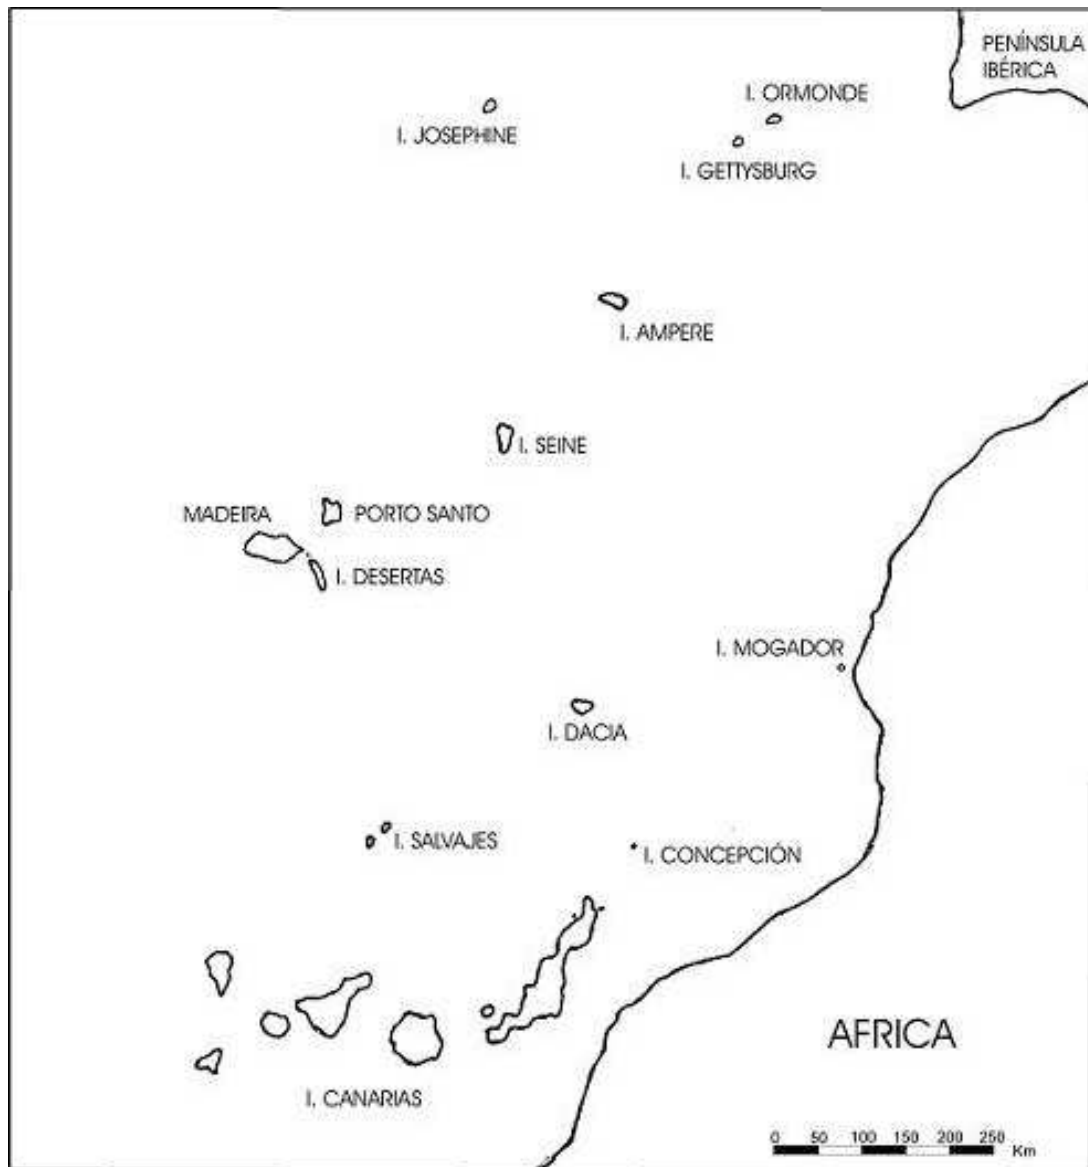 PENÍNSULA
IBÉRICA
I. ORMONDE
I. JOSEPHINE
I. GETTYSBURG
I. AMPERE
I. SEINE
MADEIRA
PORTO SANTO
I. DESERTAS
I. MOGADOR
I. DACIA
I. SALVAJES
I. CONCEPCIÓN
AFRICA
I. CANARIAS
0 50 100 150 200 250
Km